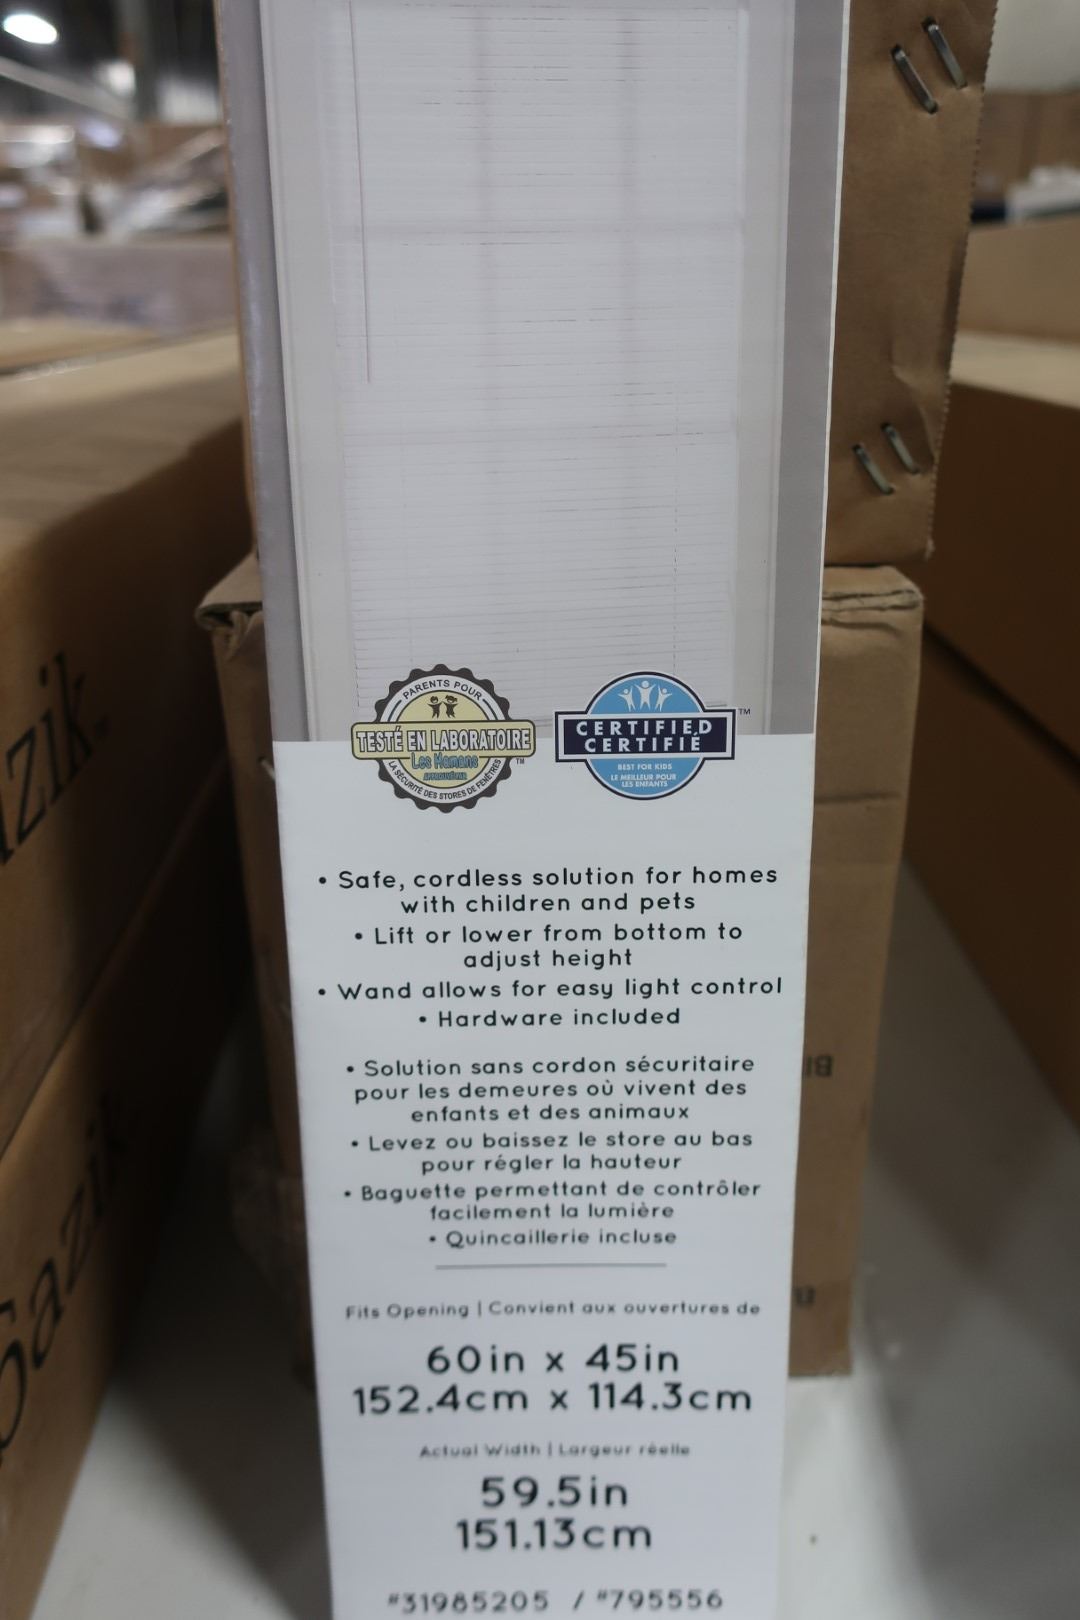 PARENTS POUR
TESTÉ EN LABORATOIRE
APPROUVÉ PAR
LA SÉCURITÉ DES STORES DE FENÊTRES
TM
CERTIFIED
CERTIFIÉ
TM
BEST FOR KIDS
LE MEILLEUR POUR
LES ENFANTS
• Safe, cordless solution for homes
with children and pets
• Lift or lower from bottom to
adjust height
• Wand allows for easy light control
• Hardware included
• Solution sans cordon sécuritaire
pour les demeures où vivent des
enfants et des animaux
• Levez ou baissez le store au bas
pour régler la hauteur
• Baguette permettant de contrôler
facilement la lumière
• Quincaillerie incluse
Fits Opening | Convient aux ouvertures de
60in x 45in
152.4cm x 114.3cm
Actual Width | Largeur réelle
59.5in
151.13cm
#31985205 / #795556